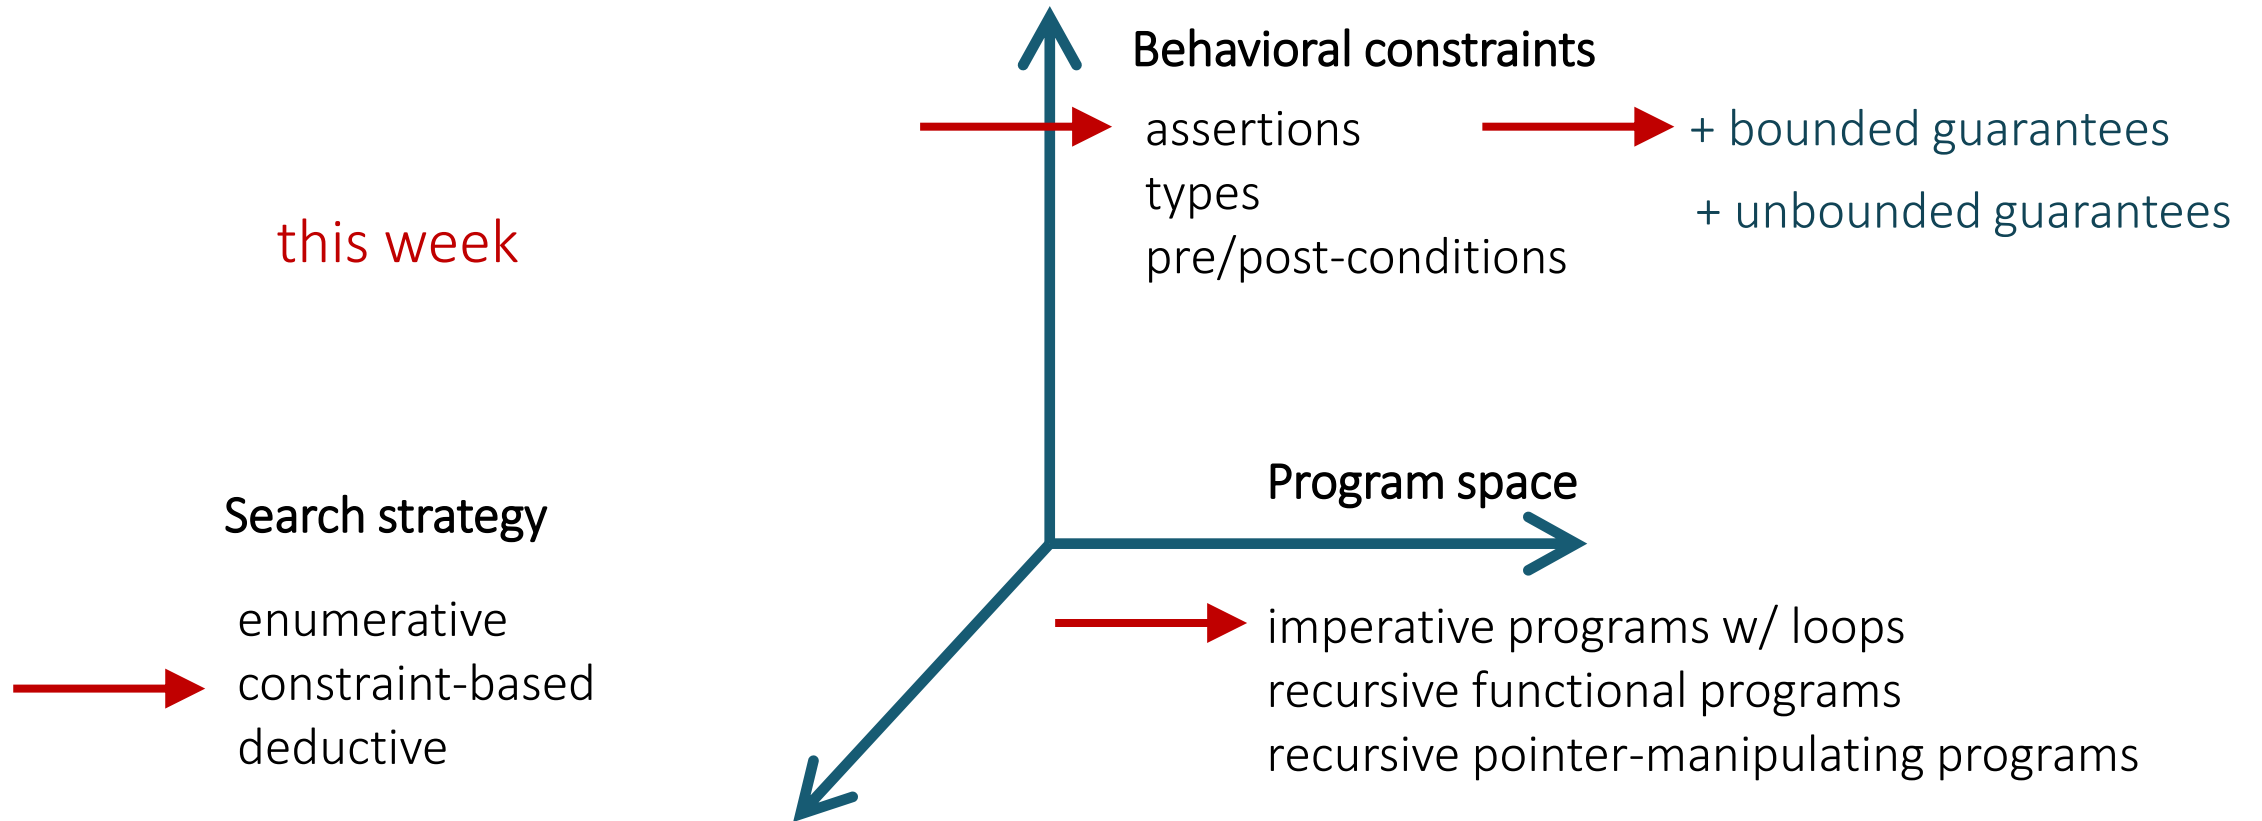 Behavioral constraints
assertions
types
pre/post-conditions
+ bounded guarantees
+ unbounded guarantees
this week
Search strategy
enumerative
constraint-based
deductive
Program space
imperative programs w/ loops
recursive functional programs
recursive pointer-manipulating programs